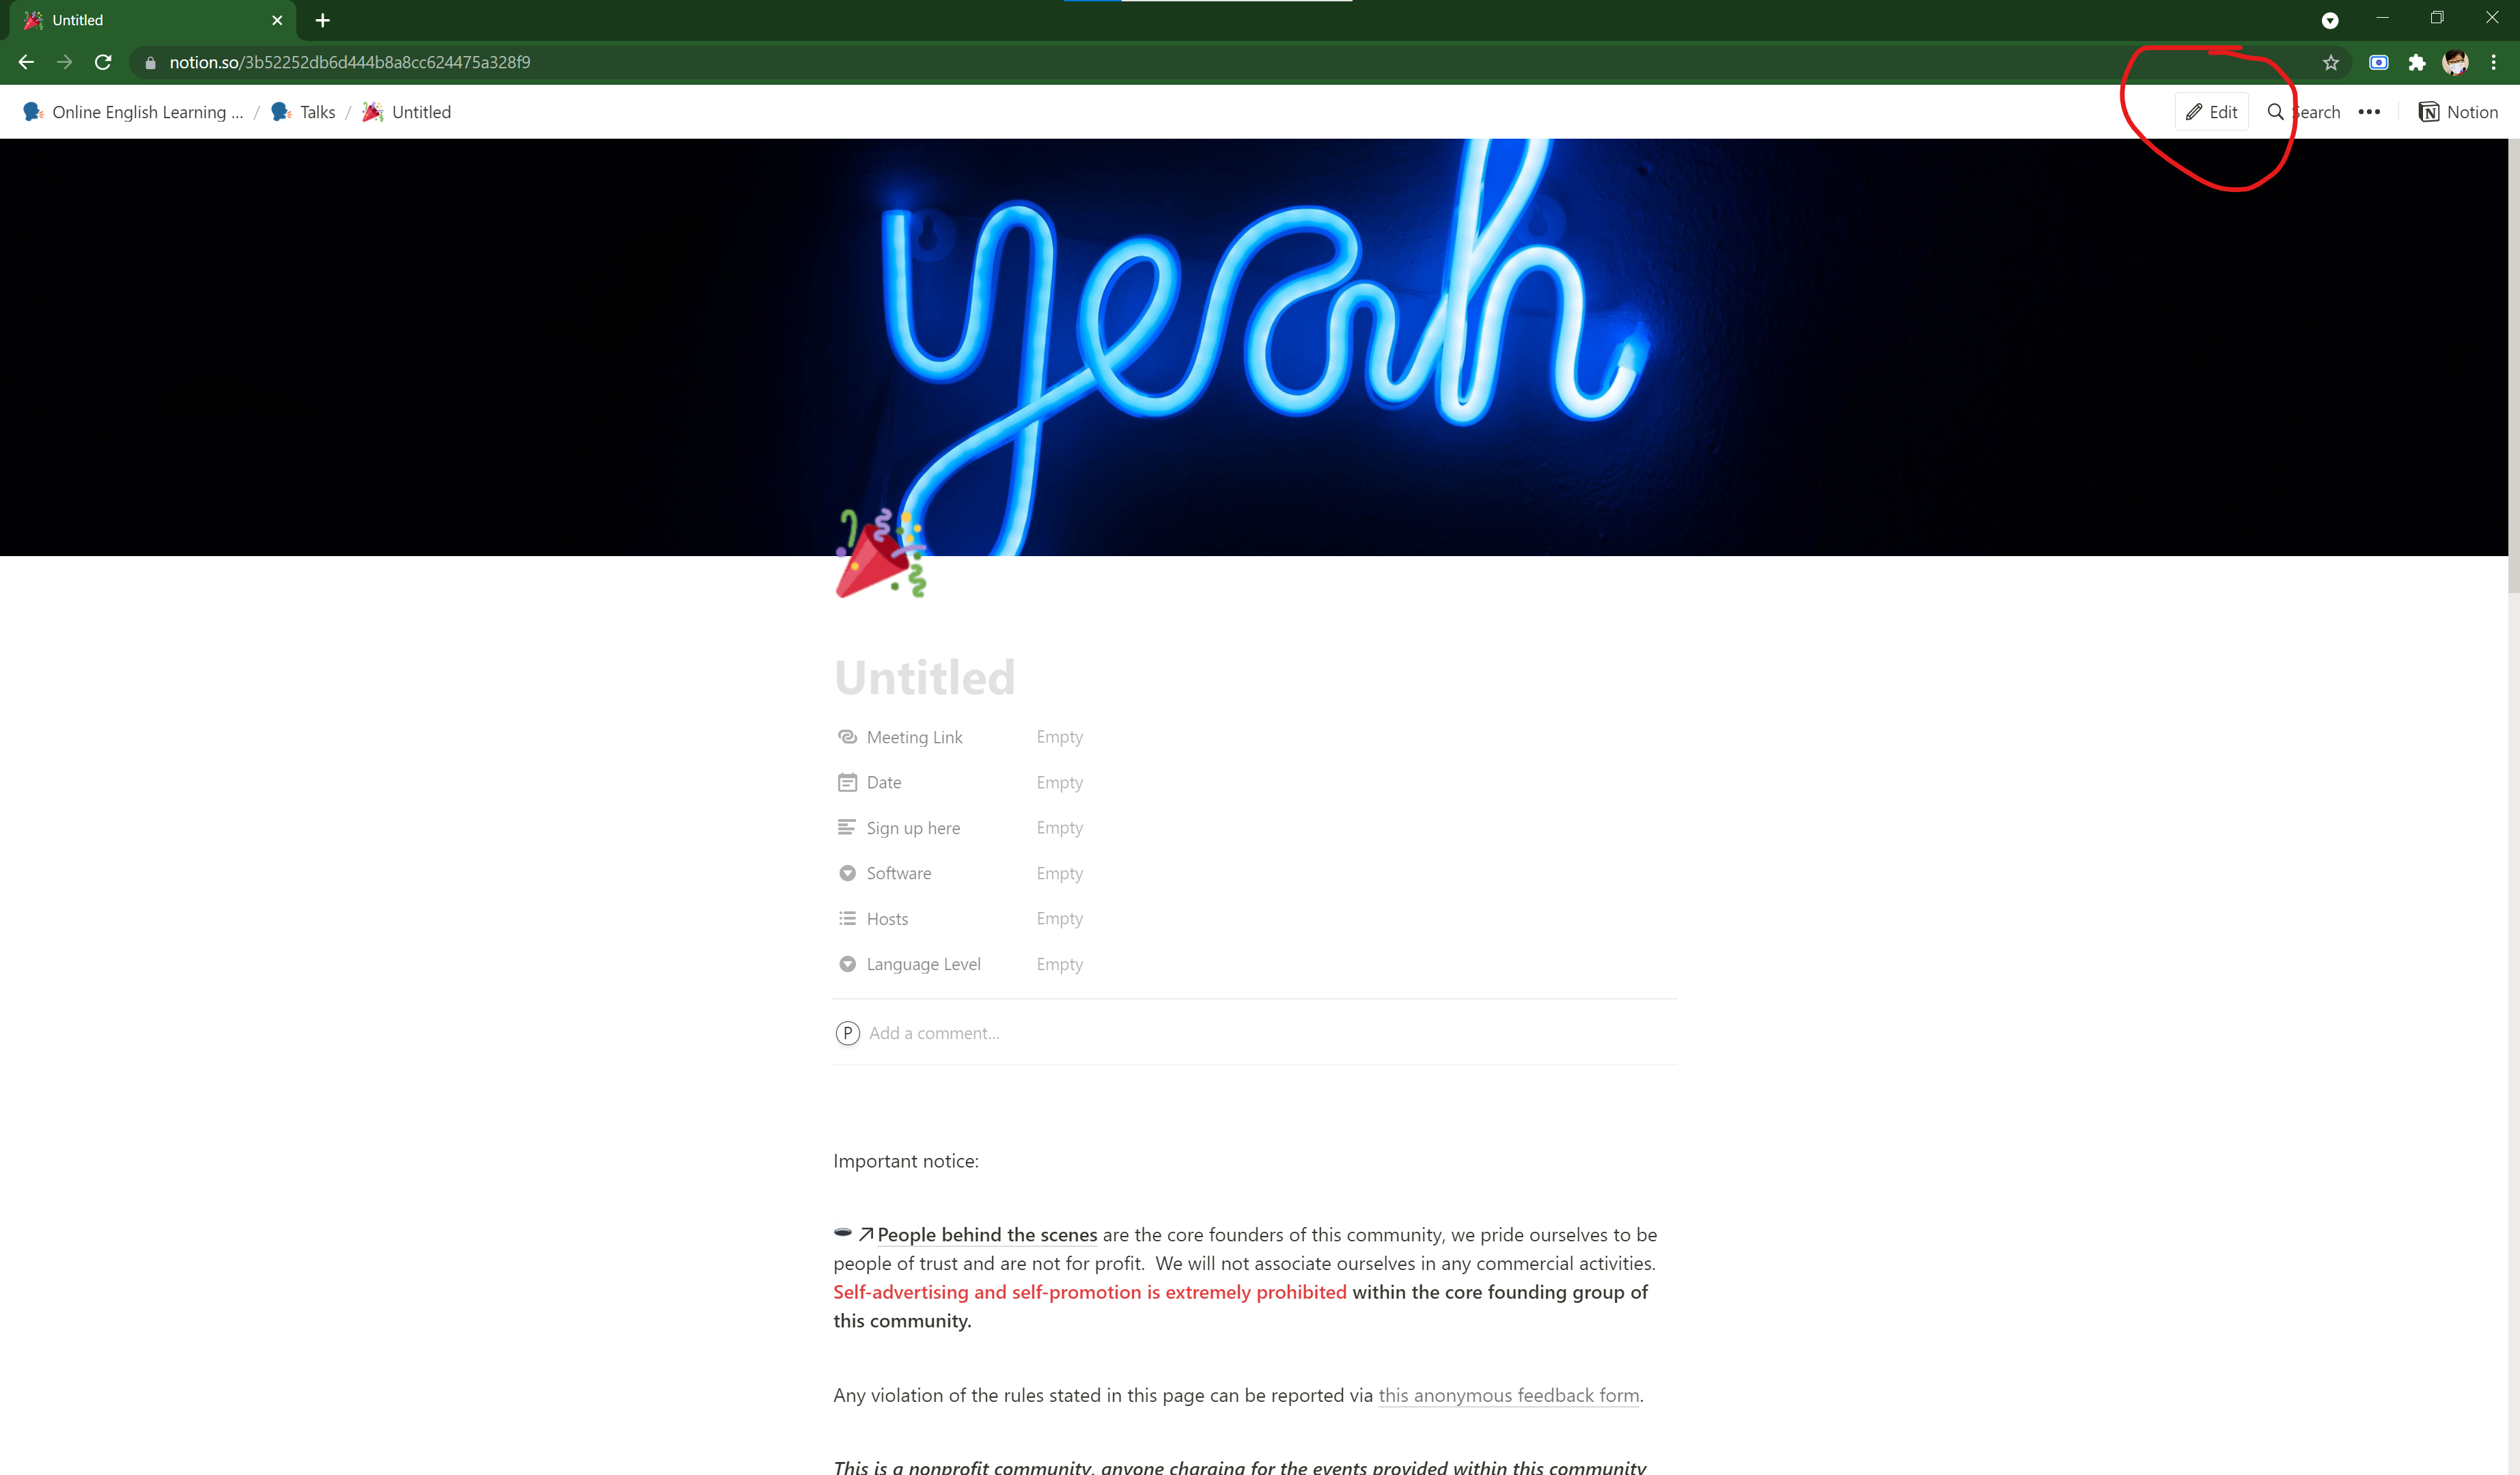 Untitled
notion.so/3b52252db6d444b8a8cc624475a328f9
Online English Learning ... / Talks / Untitled
Edit Search ••• Notion
yeah
Untitled
Meeting Link Empty
Date Empty
Sign up here Empty
Software Empty
Hosts Empty
Language Level Empty
P Add a comment...
Important notice:
People behind the scenes are the core founders of this community, we pride ourselves to be
people of trust and are not for profit.  We will not associate ourselves in any commercial activities.
Self-advertising and self-promotion is extremely prohibited within the core founding group of
this community.
Any violation of the rules stated in this page can be reported via this anonymous feedback form.
This is a nonprofit community, anyone charging for the events provided within this community